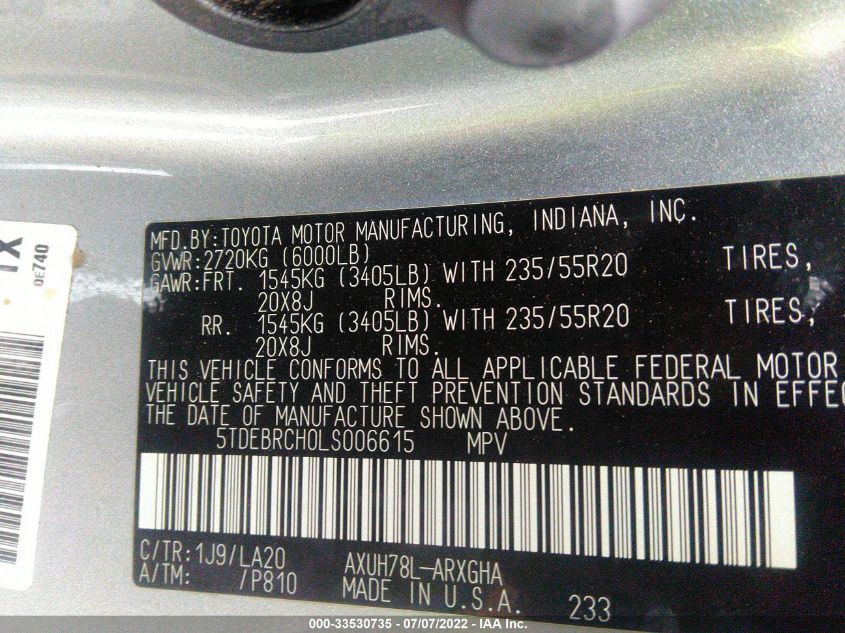 1X
0E740
MFD.BY:TOYOTA MOTOR MANUFACTURING, INDIANA, INC.
GVWR:2720KG (6000LB)
GAWR:FRT. 1545KG (3405LB) WITH 235/55R20 TIRES,
20X8J RIMS.
RR. 1545KG (3405LB) WITH 235/55R20 TIRES,
20X8J RIMS.
THIS VEHICLE CONFORMS TO ALL APPLICABLE FEDERAL MOTOR
VEHICLE SAFETY AND THEFT PREVENTION STANDARDS IN EFFEC
THE DATE OF MANUFACTURE SHOWN ABOVE.
5TDEBRCH0LS006615 MPV
C/TR:1J9/LA20 AXUH78L-ARXGHA
A/TM: /P810 MADE IN U.S.A. 233
000-33530735 - 07/07/2022 - IAA Inc.